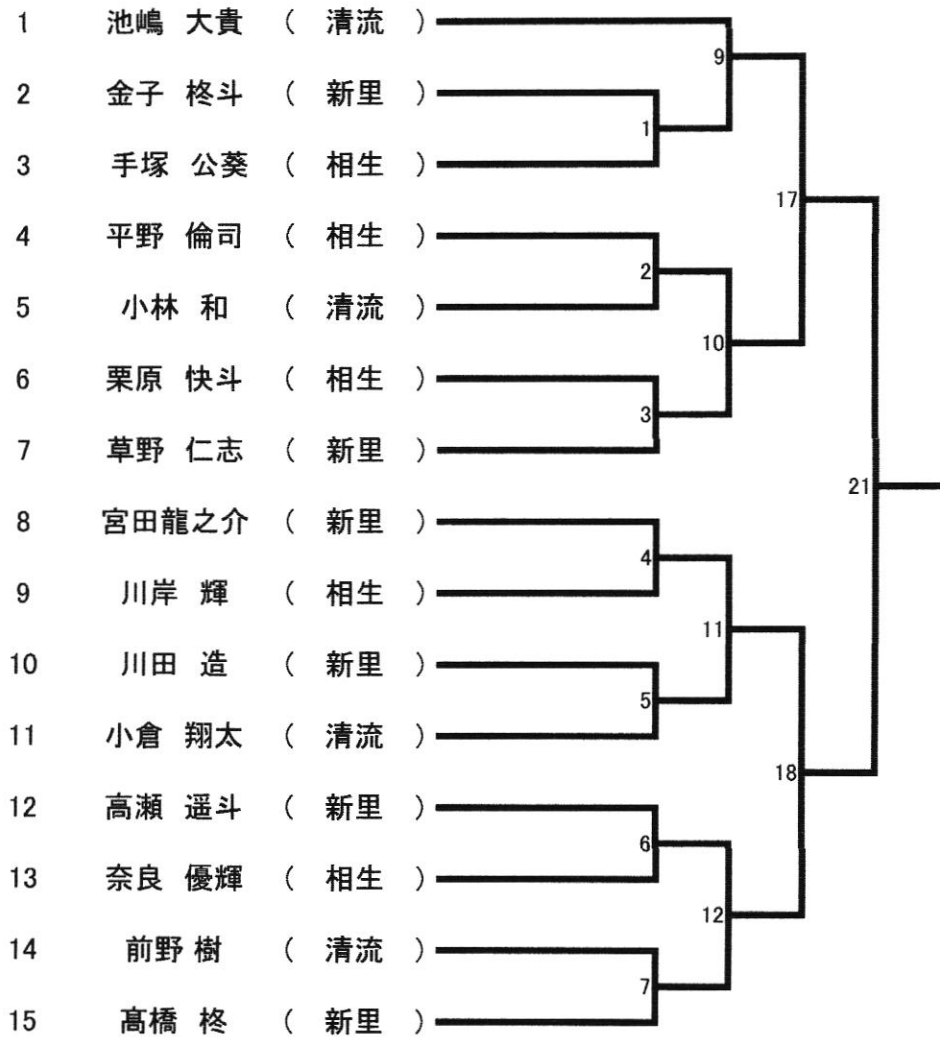 1 池嶋 大貴 ( 清流 )
9
2 金子 柊斗 ( 新里 )
1
3 手塚 公葵 ( 相生 )
17
4 平野 倫司 ( 相生 )
2
5 小林 和 ( 清流 )
10
6 栗原 快斗 ( 相生 )
3
7 草野 仁志 ( 新里 )
21
8 宮田龍之介 ( 新里 )
4
9 川岸 輝 ( 相生 )
11
10 川田 造 ( 新里 )
5
11 小倉 翔太 ( 清流 )
18
12 高瀬 遥斗 ( 新里 )
6
13 奈良 優輝 ( 相生 )
12
14 前野 樹 ( 清流 )
7
15 髙橋 柊 ( 新里 )